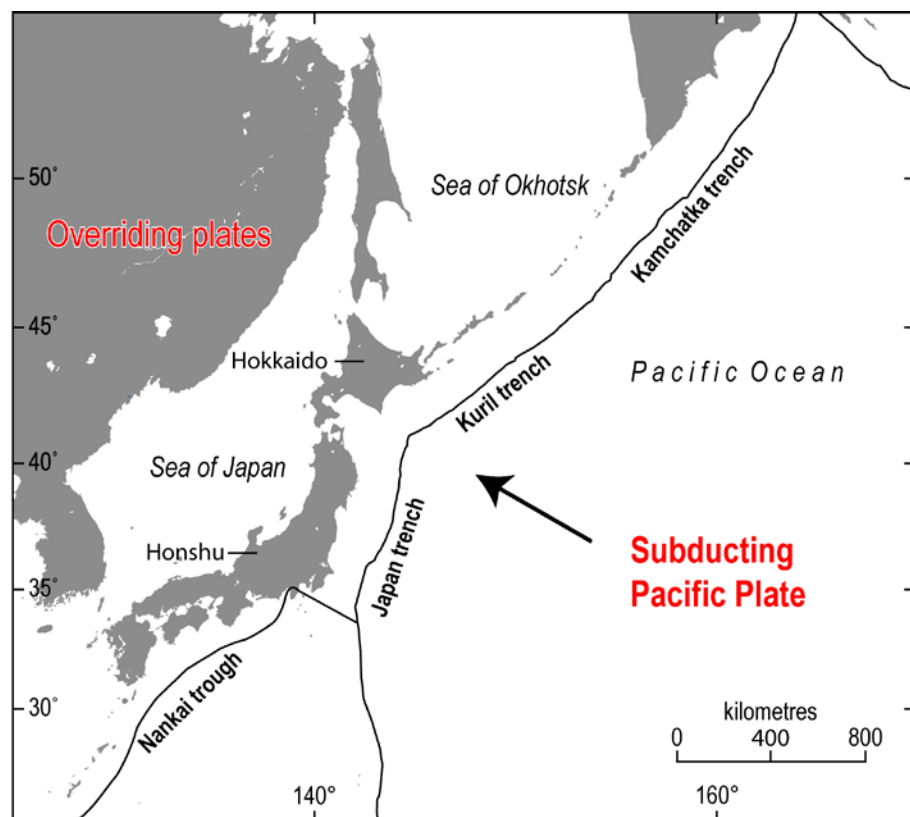 50˚
Sea of Okhotsk
Kamchatka trench
Overriding plates
45˚
Hokkaido
Kuril trench
Pacific Ocean
40˚
Sea of Japan
Honshu
Japan trench
Subducting
Pacific Plate
35˚
Nankai trough
30˚
kilometres
0 400 800
140° 160°